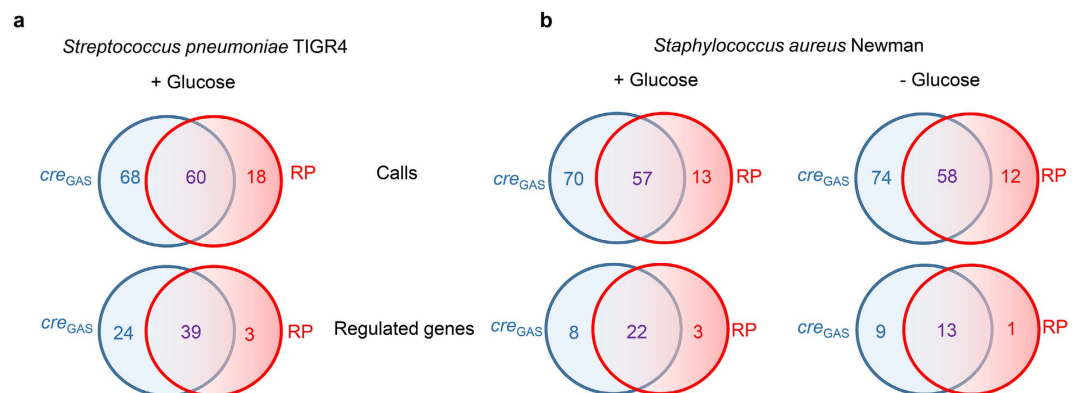 a
b
Streptococcus pneumoniae TIGR4
Staphylococcus aureus Newman
+ Glucose
+ Glucose
- Glucose
creGAS 68 60 18 RP
Calls
creGAS 70 57 13 RP
creGAS 74 58 12 RP
creGAS 24 39 3 RP
Regulated genes
creGAS 8 22 3 RP
creGAS 9 13 1 RP